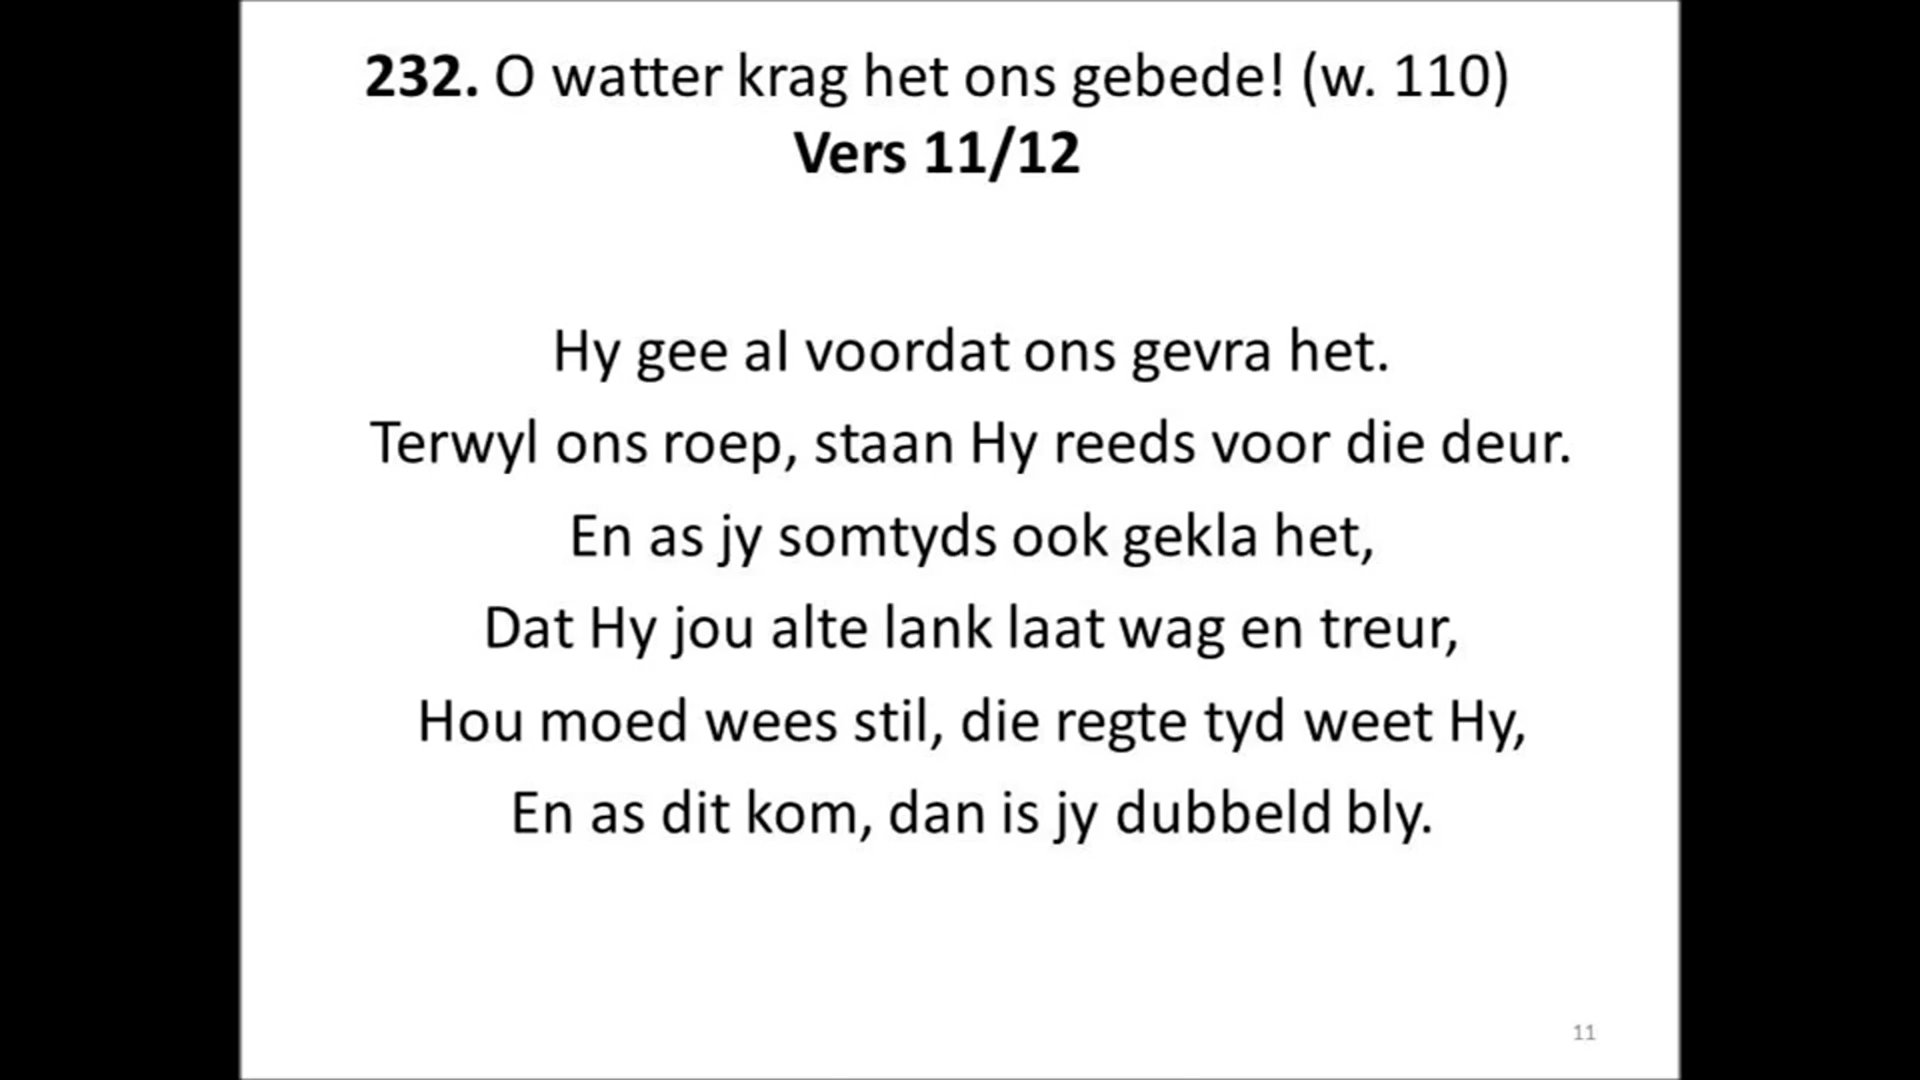 232. O watter krag het ons gebede! (w. 110)
Vers 11/12
Hy gee al voordat ons gevra het.
Terwyl ons roep, staan Hy reeds voor die deur.
En as jy somtyds ook gekla het,
Dat Hy jou alte lank laat wag en treur,
Hou moed wees stil, die regte tyd weet Hy,
En as dit kom, dan is jy dubbeld bly.
11